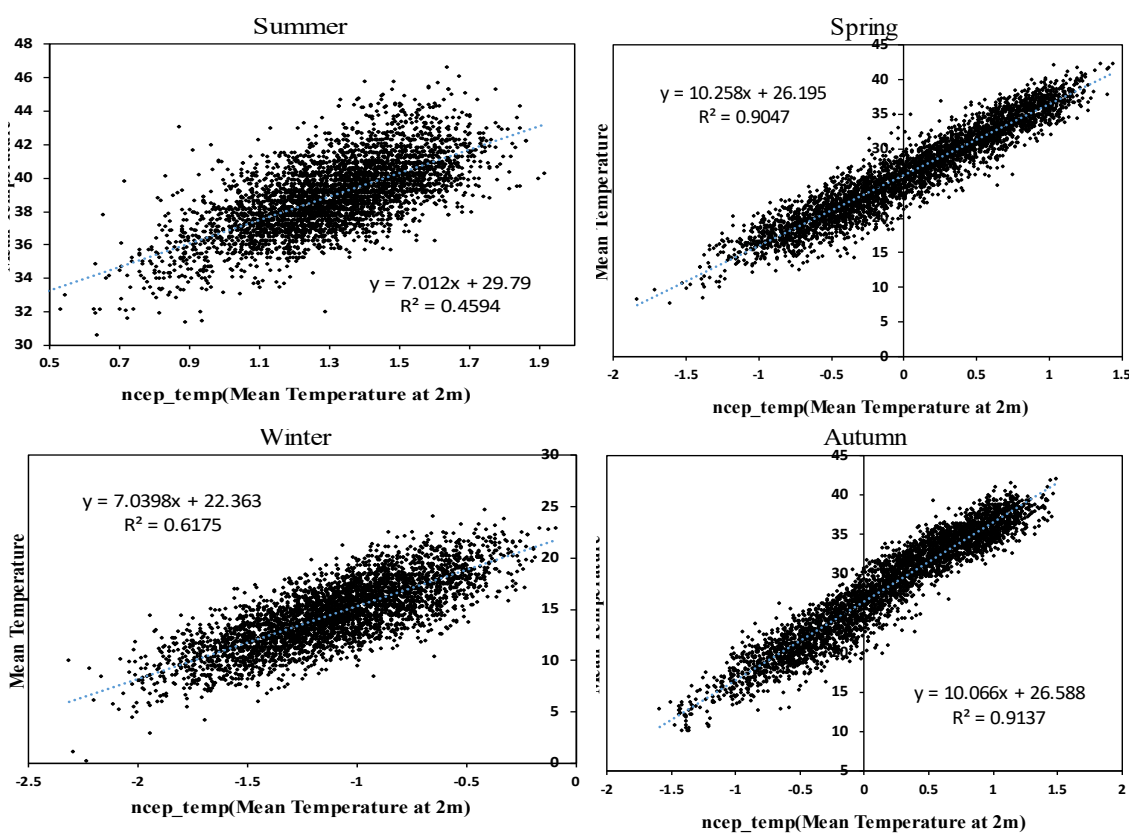 Summer
48
46
44
42
40
38
36
34
32
30
y = 7.012x + 29.79
R² = 0.4594
0.5 0.7 0.9 1.1 1.3 1.5 1.7 1.9
ncep_temp(Mean Temperature at 2m)
Spring
Mean Temperature
45
40
35
30
15
10
5
0
y = 10.258x + 26.195
R² = 0.9047
-2 -1.5 -1 -0.5 0 0.5 1 1.5
ncep_temp(Mean Temperature at 2m)
Winter
Mean Temperature
30
25
20
15
10
5
0
y = 7.0398x + 22.363
R² = 0.6175
-2.5 -2 -1.5 -1 -0.5 0
ncep_temp(Mean Temperature at 2m)
Autumn
45
40
35
30
15
10
5
y = 10.066x + 26.588
R² = 0.9137
-2 -1.5 -1 -0.5 0 0.5 1 1.5 2
ncep_temp(Mean Temperature at 2m)